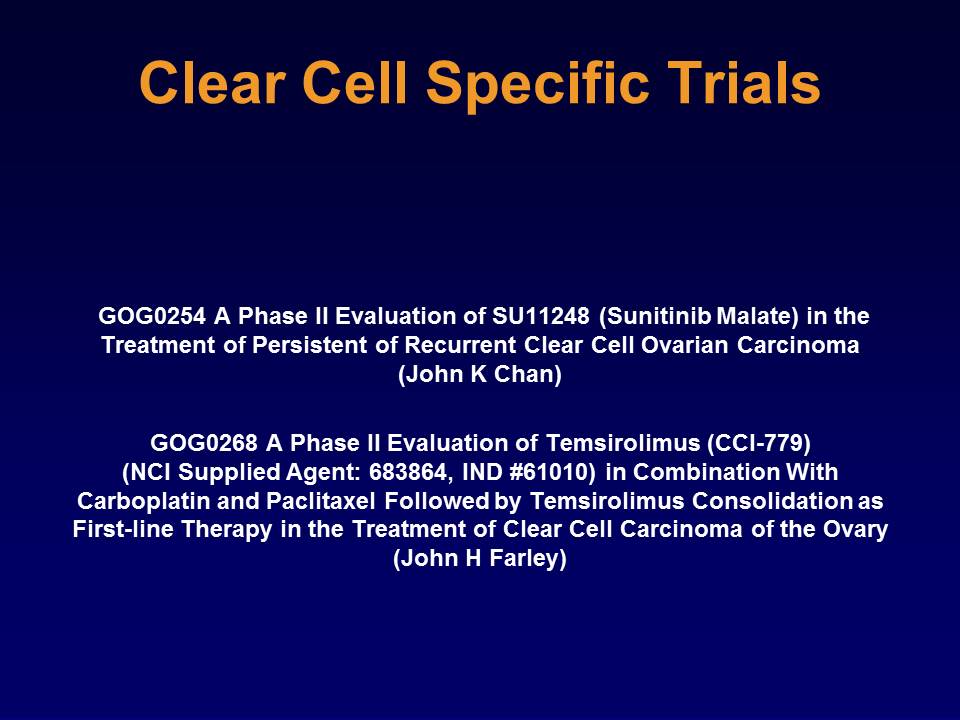 Clear Cell Specific Trials
GOG0254 A Phase II Evaluation of SU11248 (Sunitinib Malate) in the
Treatment of Persistent of Recurrent Clear Cell Ovarian Carcinoma
(John K Chan)
GOG0268 A Phase II Evaluation of Temsirolimus (CCI-779)
(NCI Supplied Agent: 683864, IND #61010) in Combination With
Carboplatin and Paclitaxel Followed by Temsirolimus Consolidation as
First-line Therapy in the Treatment of Clear Cell Carcinoma of the Ovary
(John H Farley)